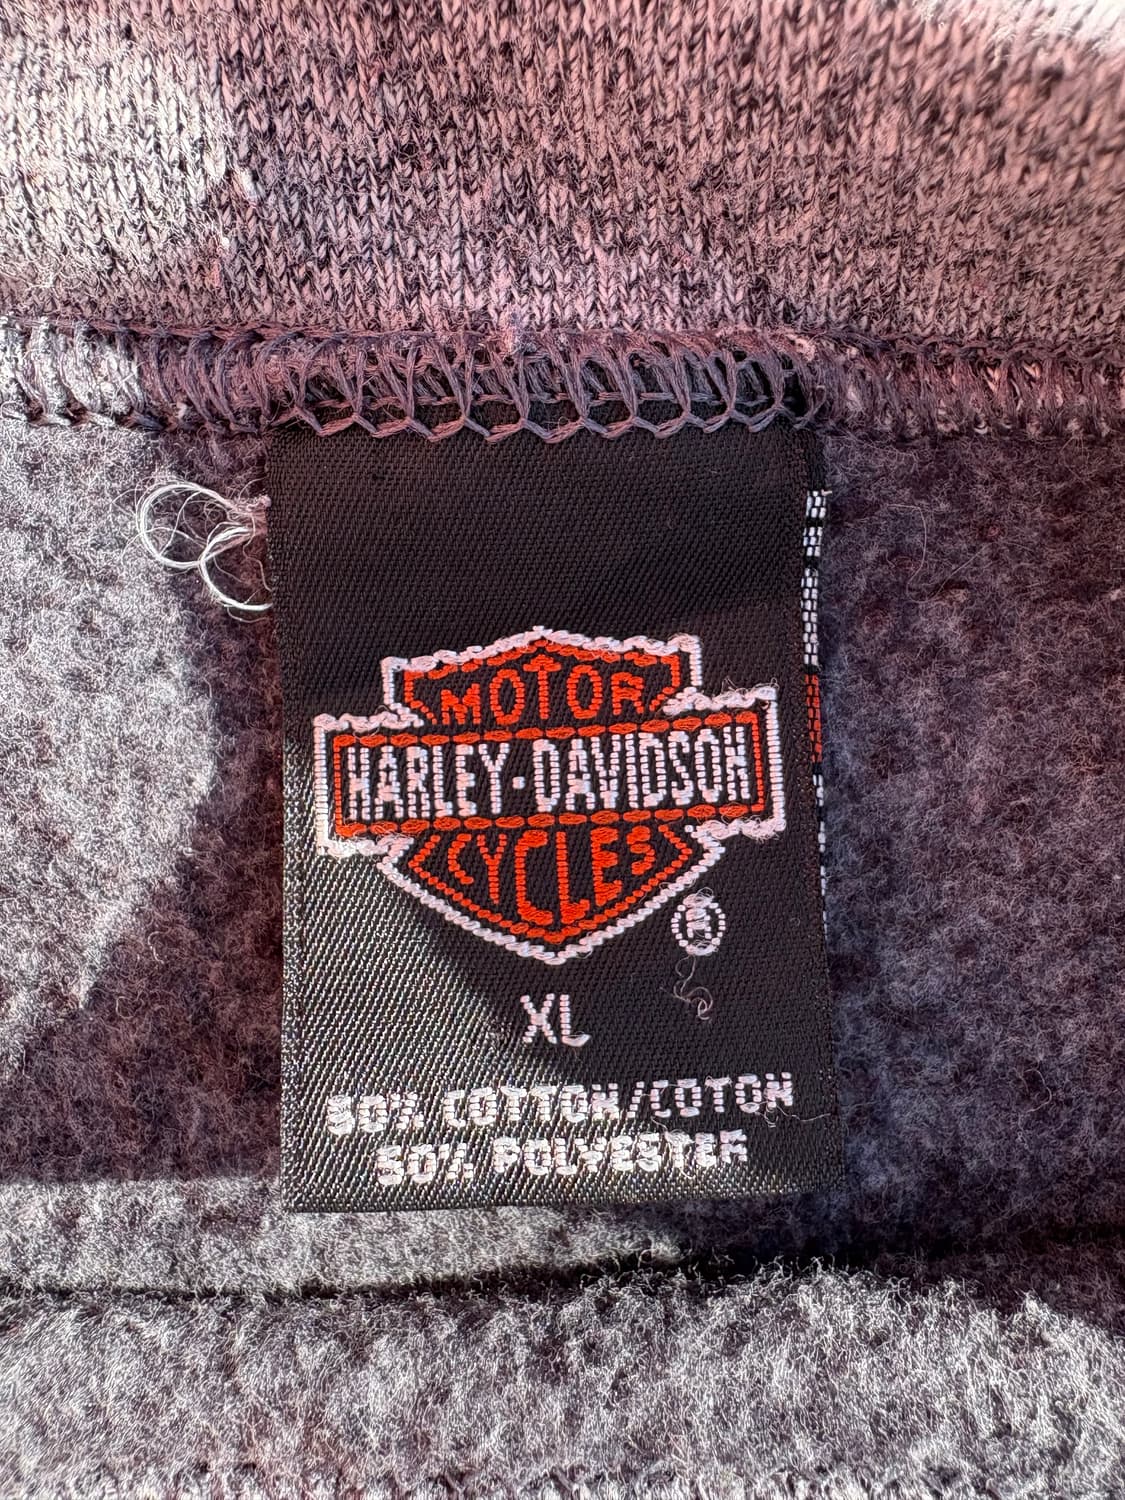 MOTOR
HARLEY-DAVIDSON
CYCLES
®
XL
50% COTTON/COTON
50% POLYESTER